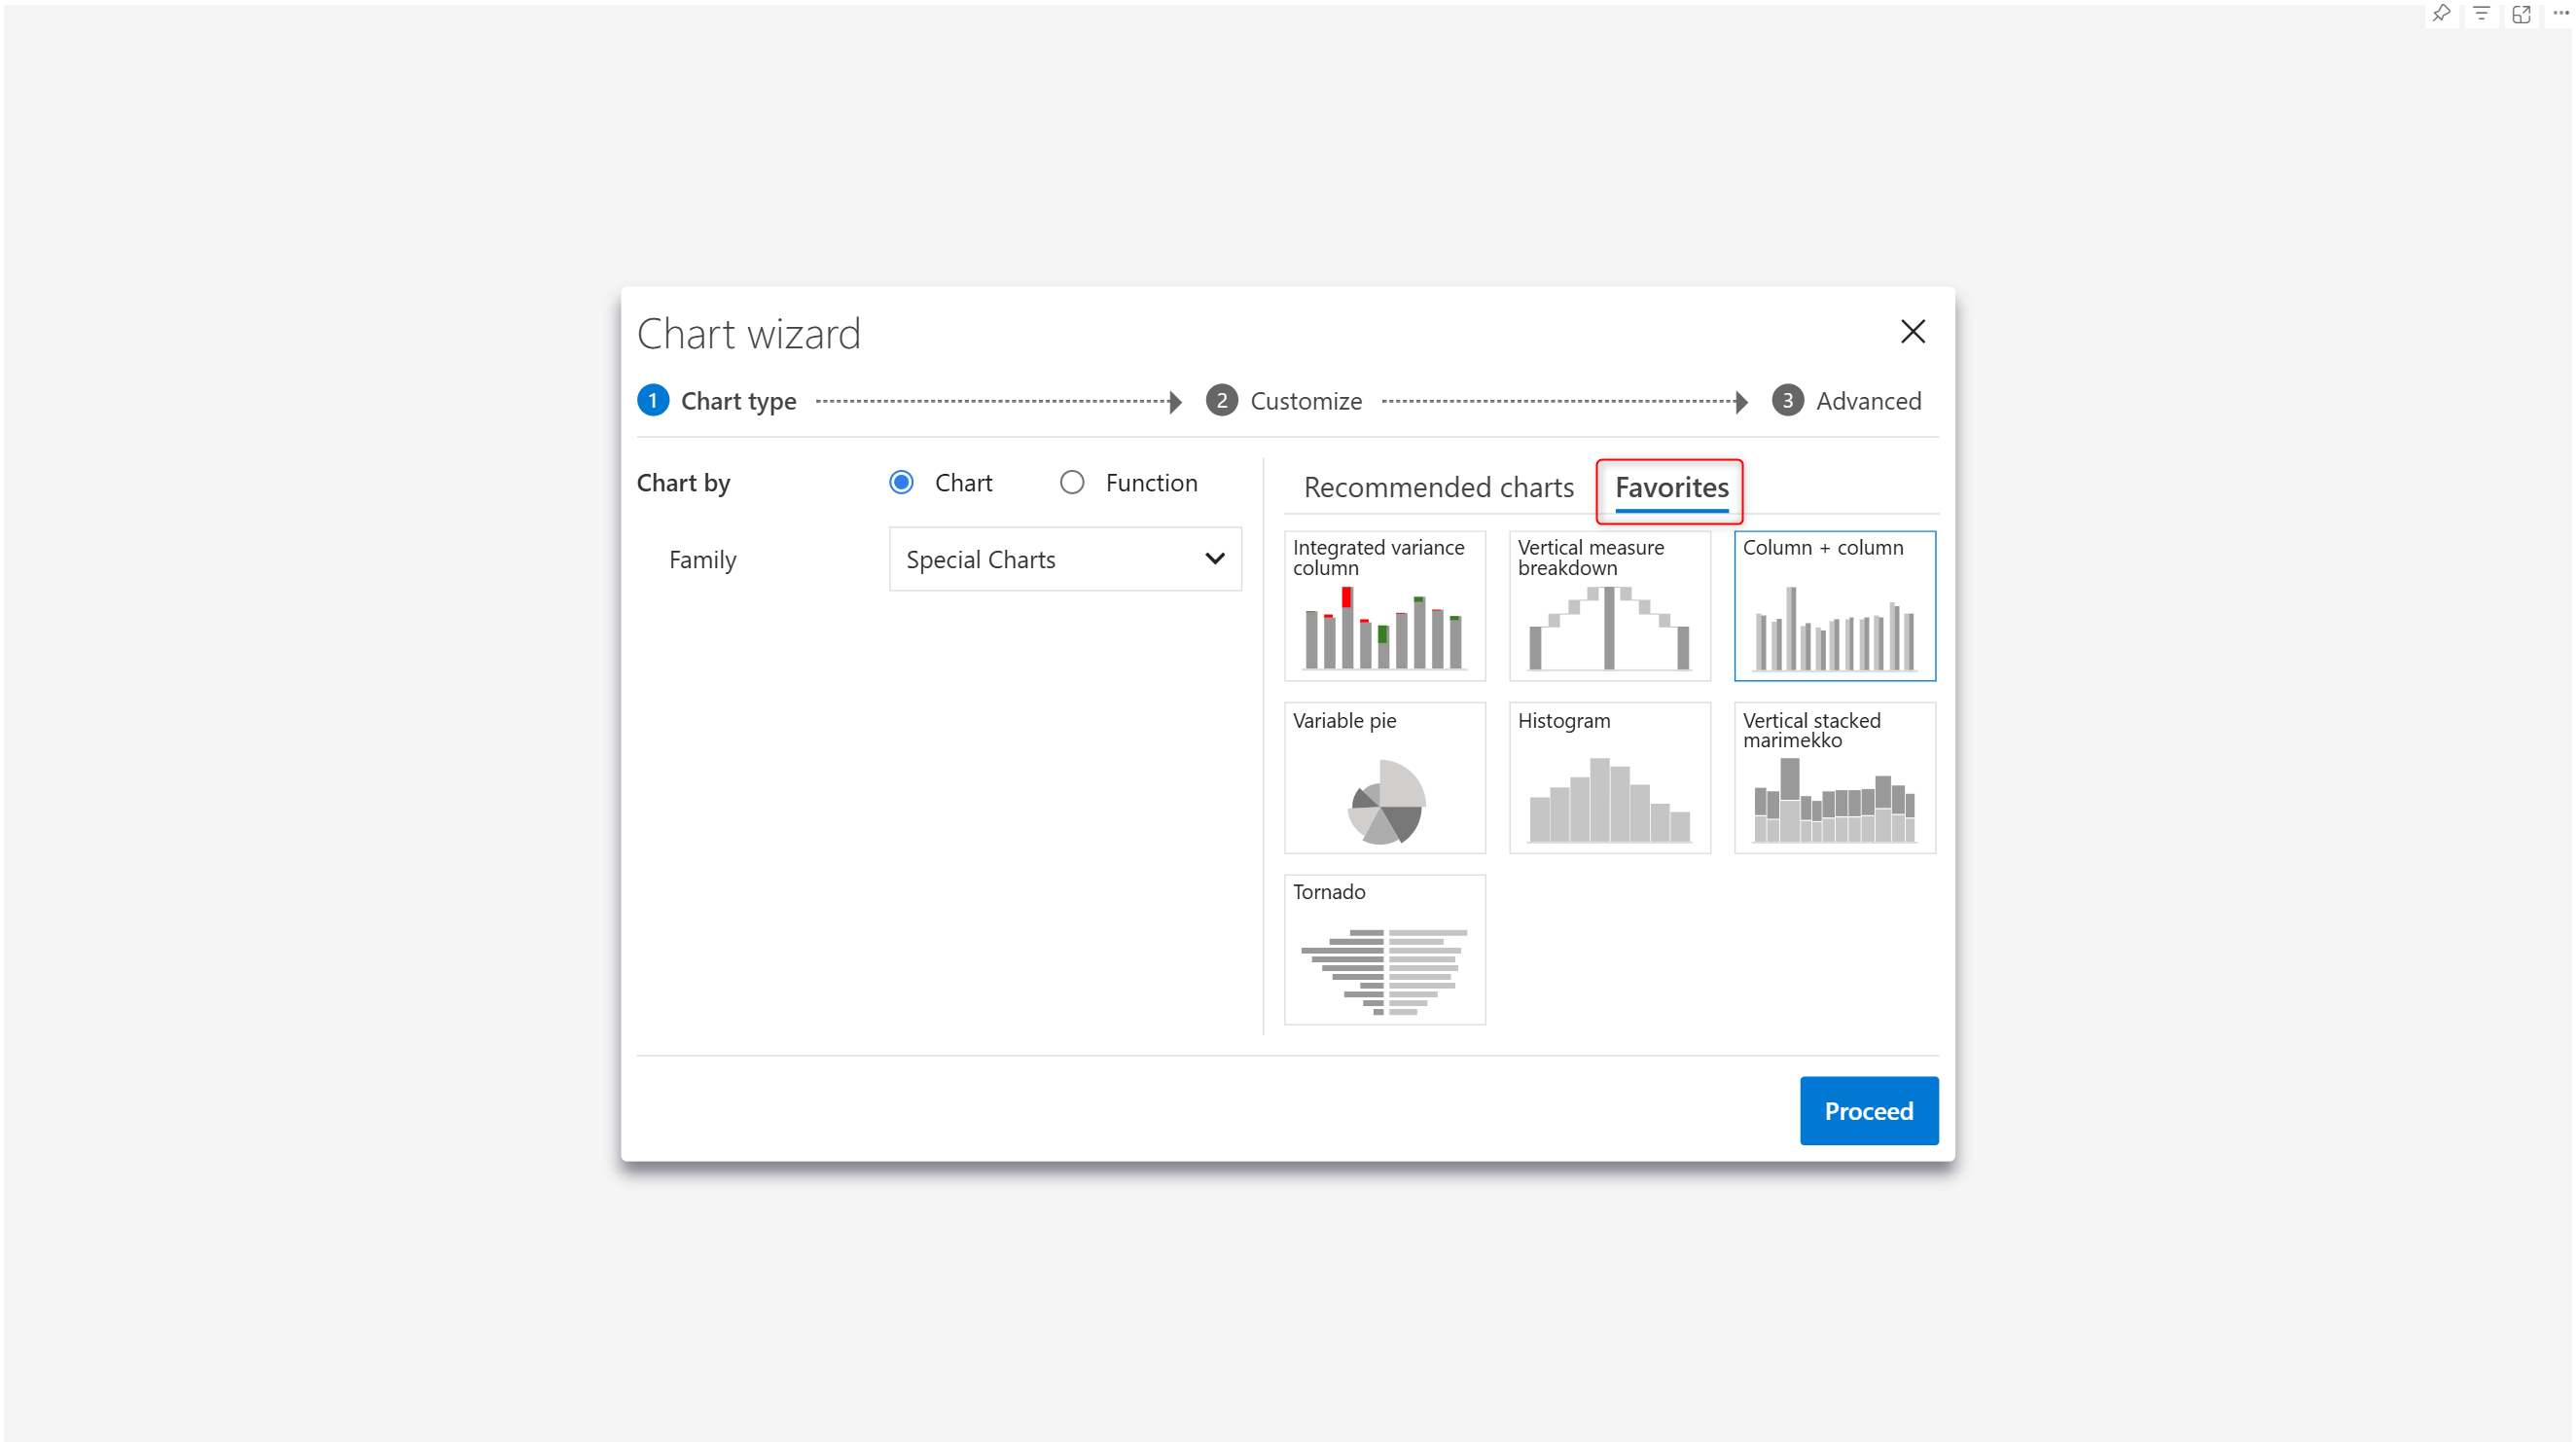 Chart wizard
1 Chart type
2 Customize
3 Advanced
Chart by
Chart
Function
Family
Special Charts
Recommended charts
Favorites
Integrated variance
column
Vertical measure
breakdown
Column + column
Variable pie
Histogram
Vertical stacked
marimekko
Tornado
Proceed